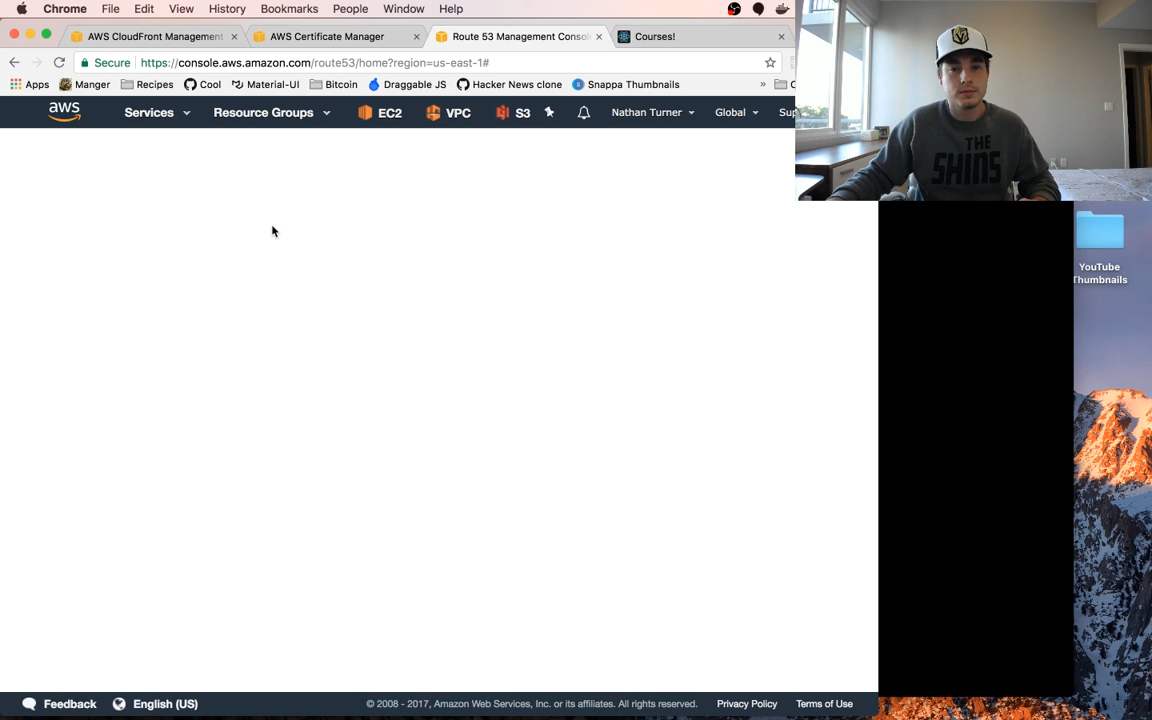 Chrome File Edit View History Bookmarks People Window Help
AWS CloudFront Management
AWS Certificate Manager
Route 53 Management Conso
Courses!
Secure https://console.aws.amazon.com/route53/home?region=us-east-1#
Apps Manger Recipes Cool Material-UI Bitcoin Draggable JS Hacker News clone Snappa Thumbnails » C
aws Services Resource Groups EC2 VPC S3 Nathan Turner Global Sup
THE
SHINS
YouTube
Thumbnails
Feedback English (US) © 2008 - 2017, Amazon Web Services, Inc. or its affiliates. All rights reserved. Privacy Policy Terms of Use